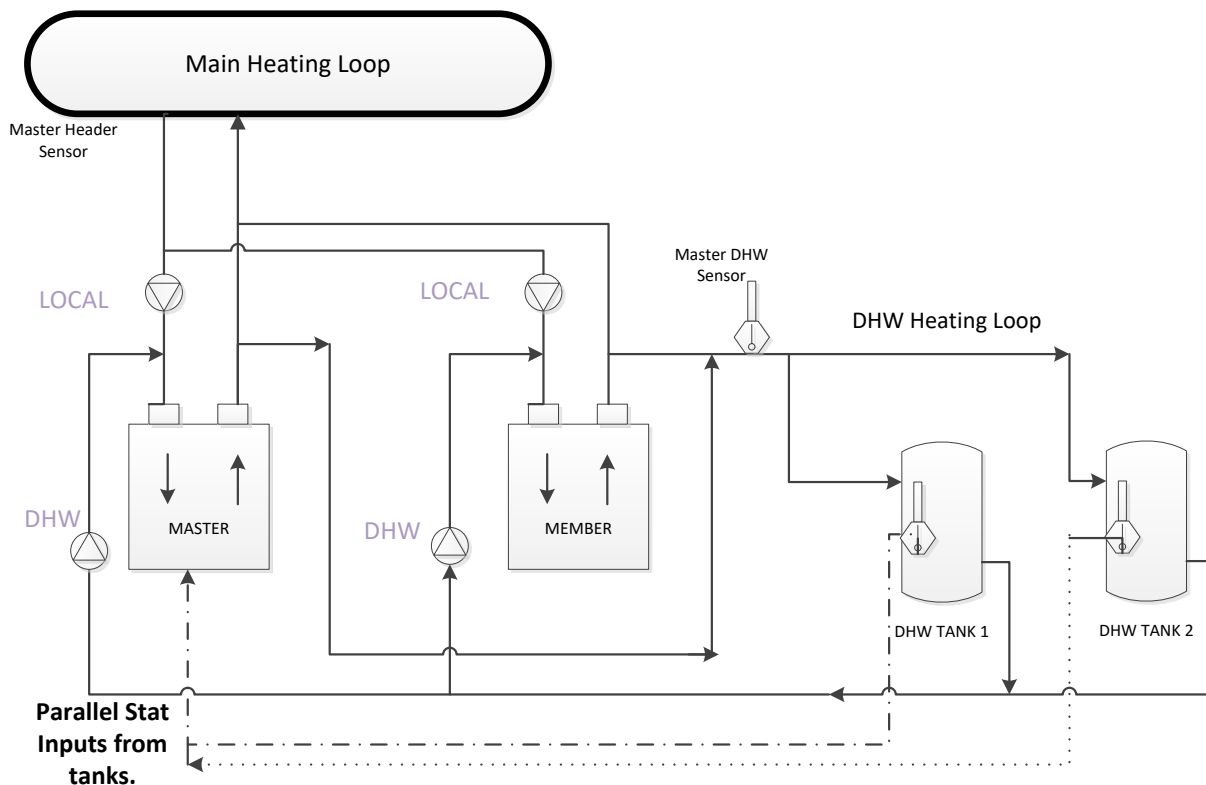 Main Heating Loop
Master Header
Sensor
Master DHW
Sensor
LOCAL
LOCAL
DHW Heating Loop
DHW
MASTER
DHW
MEMBER
DHW TANK 1
DHW TANK 2
Parallel Stat
Inputs from
tanks.